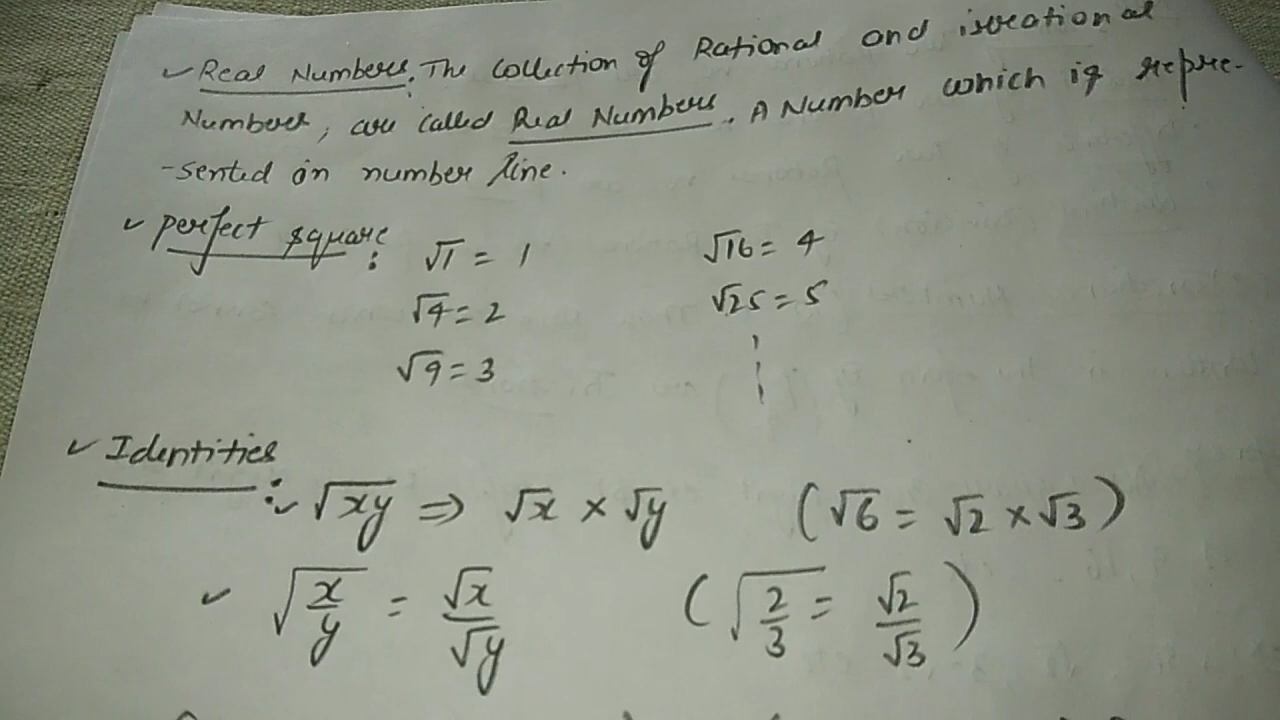 ✓ Real Numbers: The Collection of Rational and irrational
Numbers, are called Real Numbers. A Number which is repre-
-sented on number line.
✓ perfect square: √1 = 1 √16 = 4
√4 = 2 √25 = 5
√9 = 3
✓ Identities:
✓ √xy ⇒ √x × √y (√6 = √2 × √3)
✓ √(x/y) = √x/√y (√(2/3) = √2/√3)